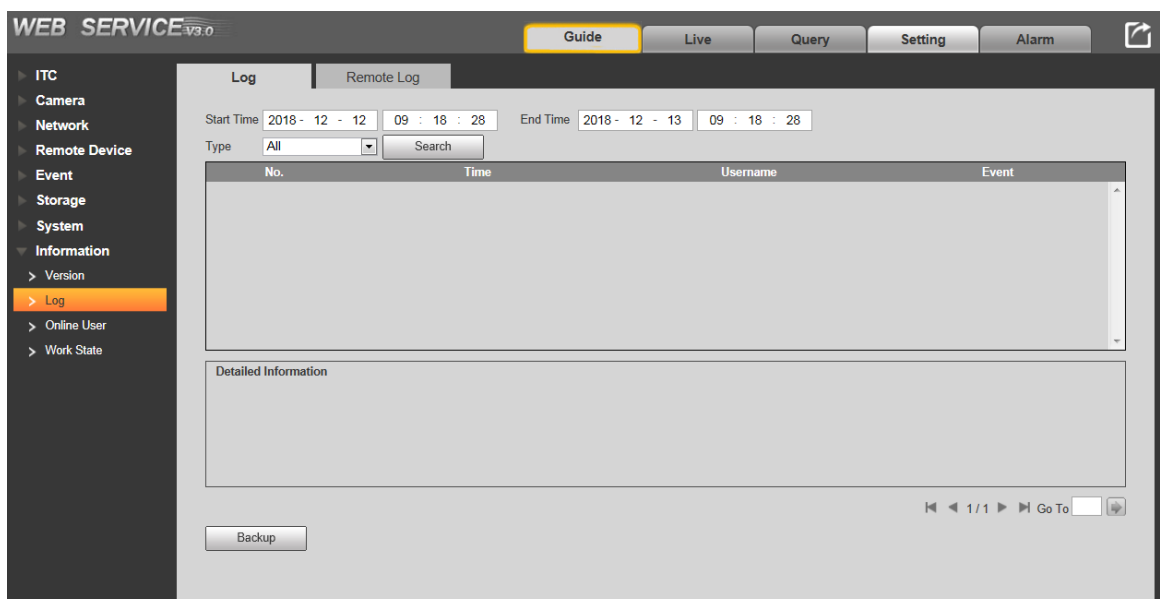 WEB SERVICE V3.0
Guide Live Query Setting Alarm
ITC
Camera
Network
Remote Device
Event
Storage
System
Information
Version
Log
Online User
Work State
Log Remote Log
Start Time 2018 - 12 - 12 09 : 18 : 28 End Time 2018 - 12 - 13 09 : 18 : 28
Type All Search
No. Time Username Event
Detailed Information
1 / 1 Go To
Backup